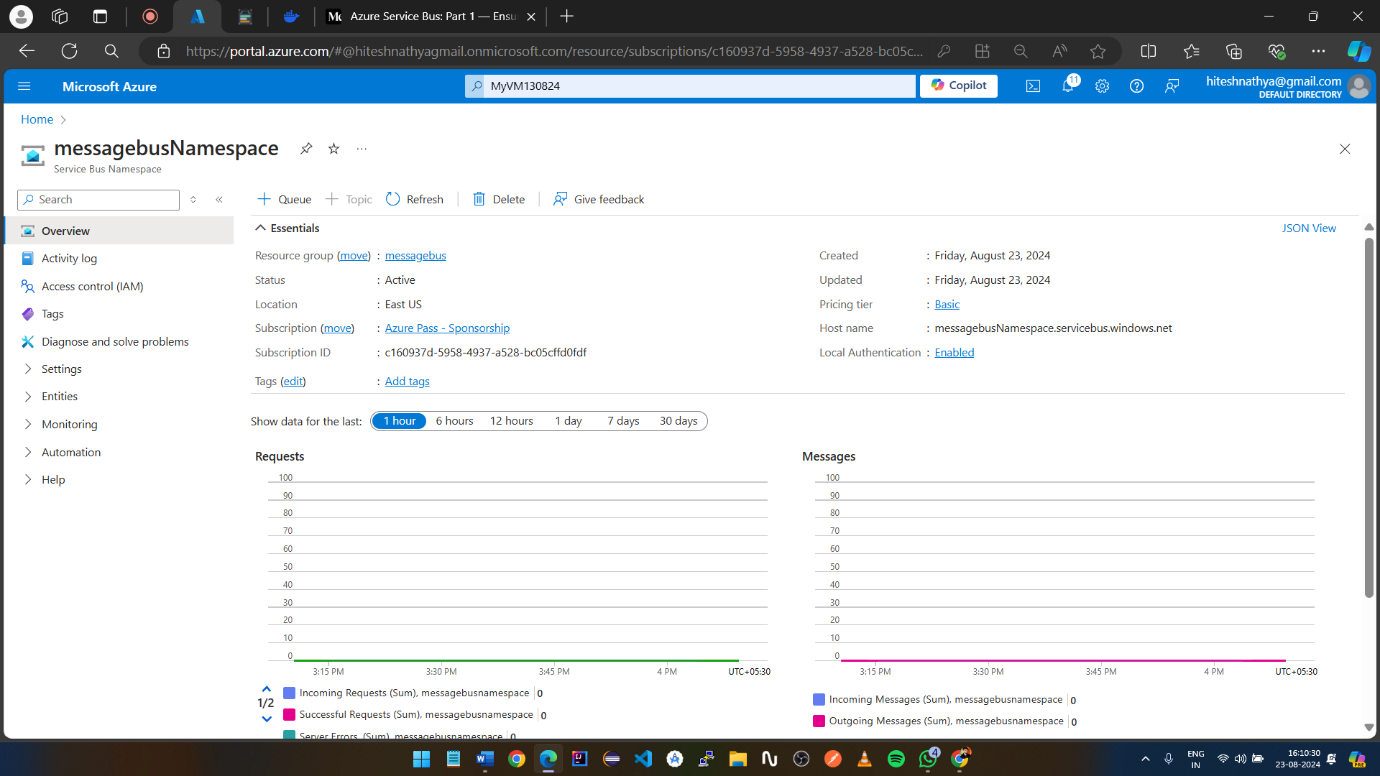 Azure Service Bus: Part 1 — Ensu
https://portal.azure.com/#@hiteshnathyagmail.onmicrosoft.com/resource/subscriptions/c160937d-5958-4937-a528-bc05c...
Microsoft Azure
MyVM130824
Copilot
11
hiteshnathya@gmail.com
DEFAULT DIRECTORY
Home
messagebusNamespace
Service Bus Namespace
Search
Queue Topic Refresh Delete Give feedback
Overview
Activity log
Access control (IAM)
Tags
Diagnose and solve problems
Settings
Entities
Monitoring
Automation
Help
Essentials
JSON View
Resource group (move) : messagebus
Status : Active
Location : East US
Subscription (move) : Azure Pass - Sponsorship
Subscription ID : c160937d-5958-4937-a528-bc05cffd0fdf
Tags (edit) : Add tags
Created : Friday, August 23, 2024
Updated : Friday, August 23, 2024
Pricing tier : Basic
Host name : messagebusNamespace.servicebus.windows.net
Local Authentication : Enabled
Show data for the last: 1 hour 6 hours 12 hours 1 day 7 days 30 days
Requests
100
90
80
70
60
50
40
30
20
10
0
3:15 PM 3:30 PM 3:45 PM 4 PM UTC+05:30
1/2
Incoming Requests (Sum), messagebusnamespace 0
Successful Requests (Sum), messagebusnamespace 0
Server Errors. (Sum), messagebusnamespace 0
Messages
100
90
80
70
60
50
40
30
20
10
0
3:15 PM 3:30 PM 3:45 PM 4 PM UTC+05:30
Incoming Messages (Sum), messagebusnamespace 0
Outgoing Messages (Sum), messagebusnamespace 0
4
ENG
IN
16:10:30
23-08-2024